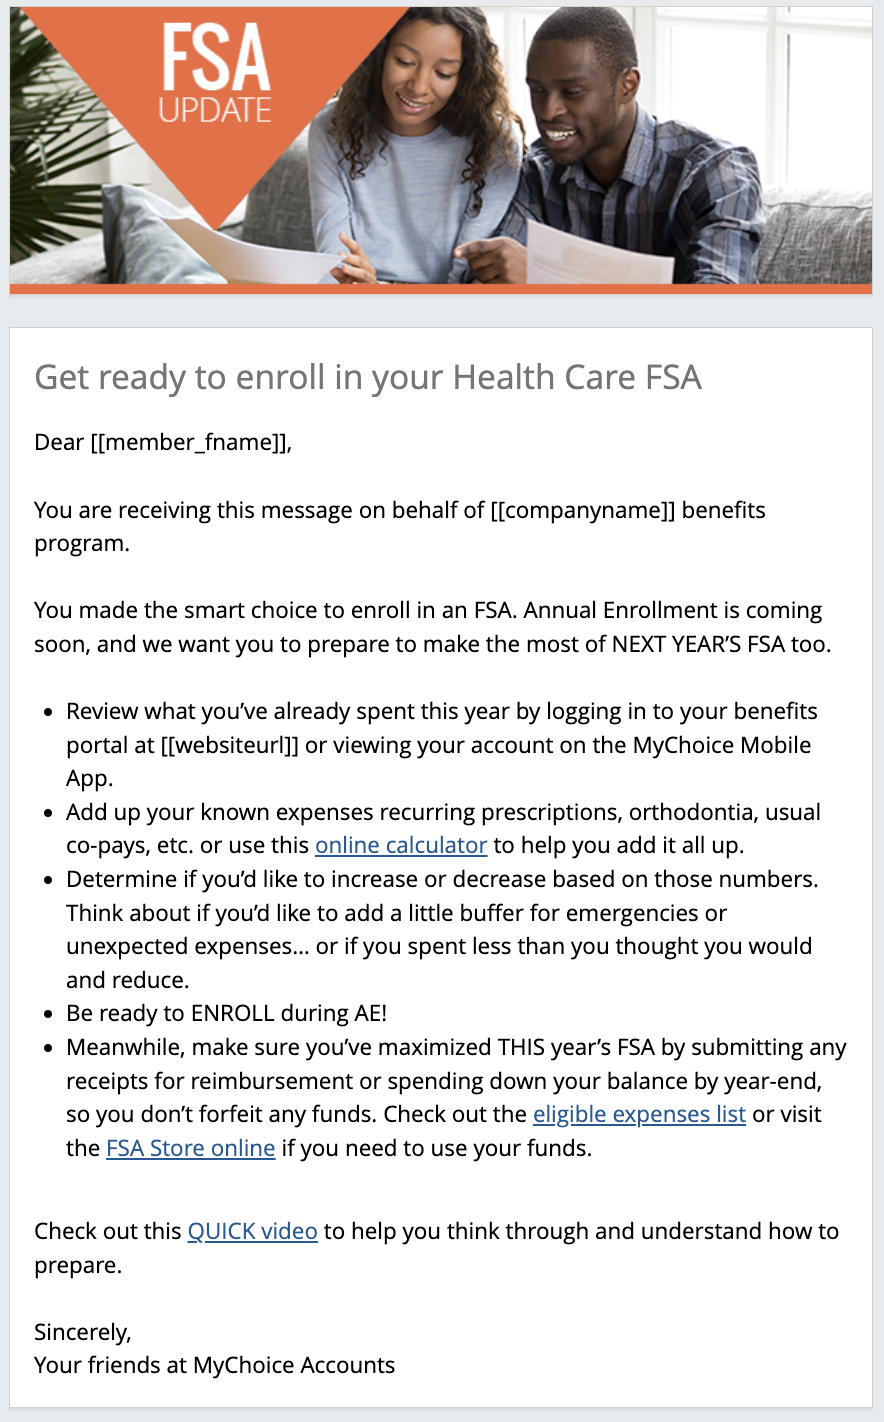 FSA
UPDATE
Get ready to enroll in your Health Care FSA
Dear [[member_fname]],
You are receiving this message on behalf of [[companyname]] benefits
program.
You made the smart choice to enroll in an FSA. Annual Enrollment is coming
soon, and we want you to prepare to make the most of NEXT YEAR’S FSA too.
• Review what you’ve already spent this year by logging in to your benefits
portal at [[websiteurl]] or viewing your account on the MyChoice Mobile
App.
• Add up your known expenses recurring prescriptions, orthodontia, usual
co-pays, etc. or use this online calculator to help you add it all up.
• Determine if you’d like to increase or decrease based on those numbers.
Think about if you’d like to add a little buffer for emergencies or
unexpected expenses... or if you spent less than you thought you would
and reduce.
• Be ready to ENROLL during AE!
• Meanwhile, make sure you’ve maximized THIS year’s FSA by submitting any
receipts for reimbursement or spending down your balance by year-end,
so you don’t forfeit any funds. Check out the eligible expenses list or visit
the FSA Store online if you need to use your funds.
Check out this QUICK video to help you think through and understand how to
prepare.
Sincerely,
Your friends at MyChoice Accounts